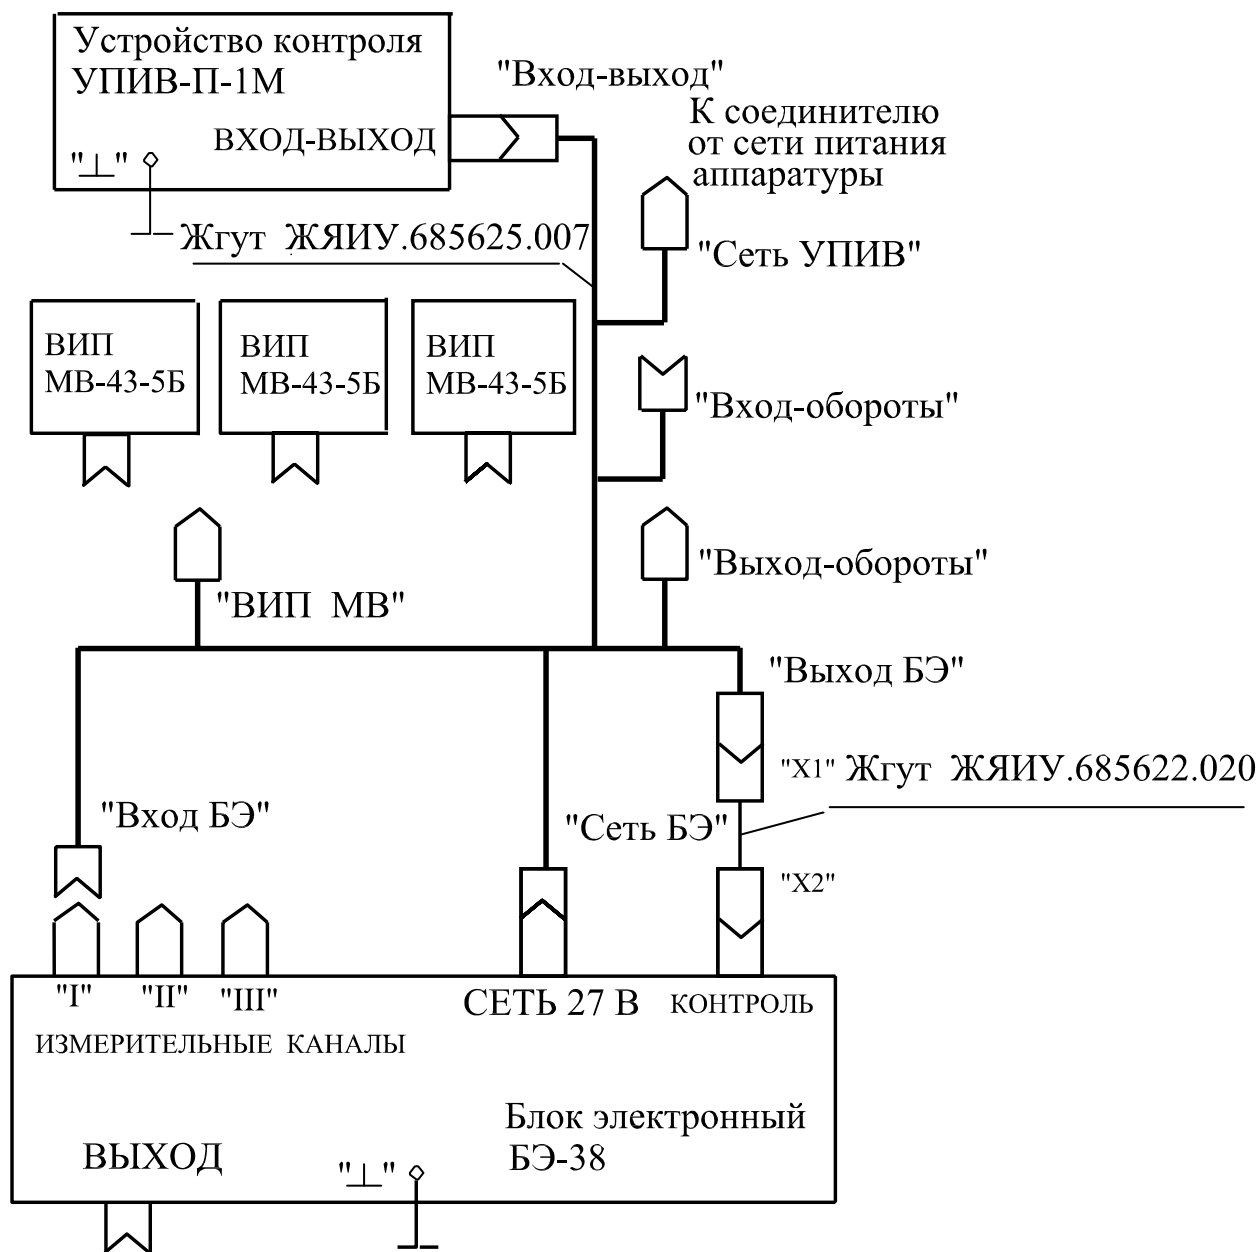 Устройство контроля
УПИВ-П-1М
ВХОД-ВЫХОД
"⊥"
"Вход-выход"
К соединителю
от сети питания
аппаратуры
Жгут ЖЯИУ.685625.007
"Сеть УПИВ"
ВИП
МВ-43-5Б
ВИП
МВ-43-5Б
ВИП
МВ-43-5Б
"Вход-обороты"
"Выход-обороты"
"ВИП МВ"
"Выход БЭ"
"X1" Жгут ЖЯИУ.685622.020
"Вход БЭ"
"Сеть БЭ"
"X2"
"I" "II" "III"
СЕТЬ 27 В
КОНТРОЛЬ
ИЗМЕРИТЕЛЬНЫЕ КАНАЛЫ
Блок электронный
БЭ-38
ВЫХОД
"⊥"